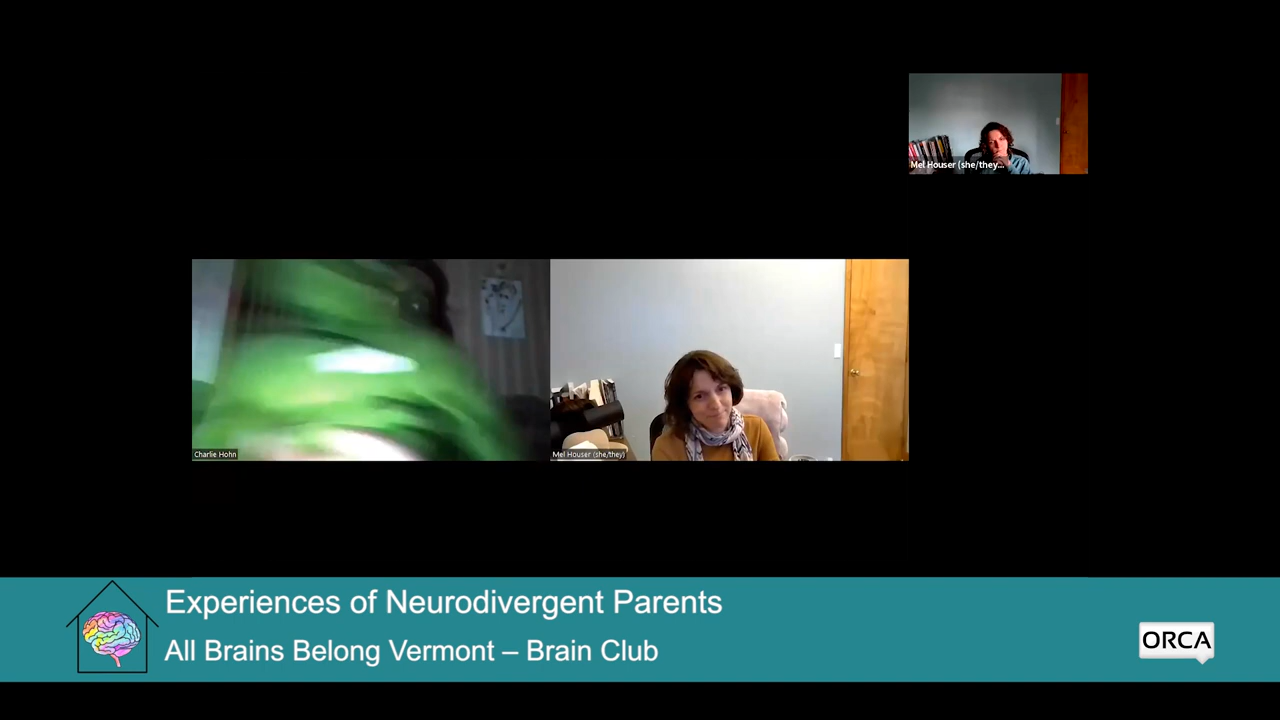 Mel Houser (she/they...
Charlie Hohn
Mel Houser (she/they)
Experiences of Neurodivergent Parents
All Brains Belong Vermont – Brain Club
ORCA